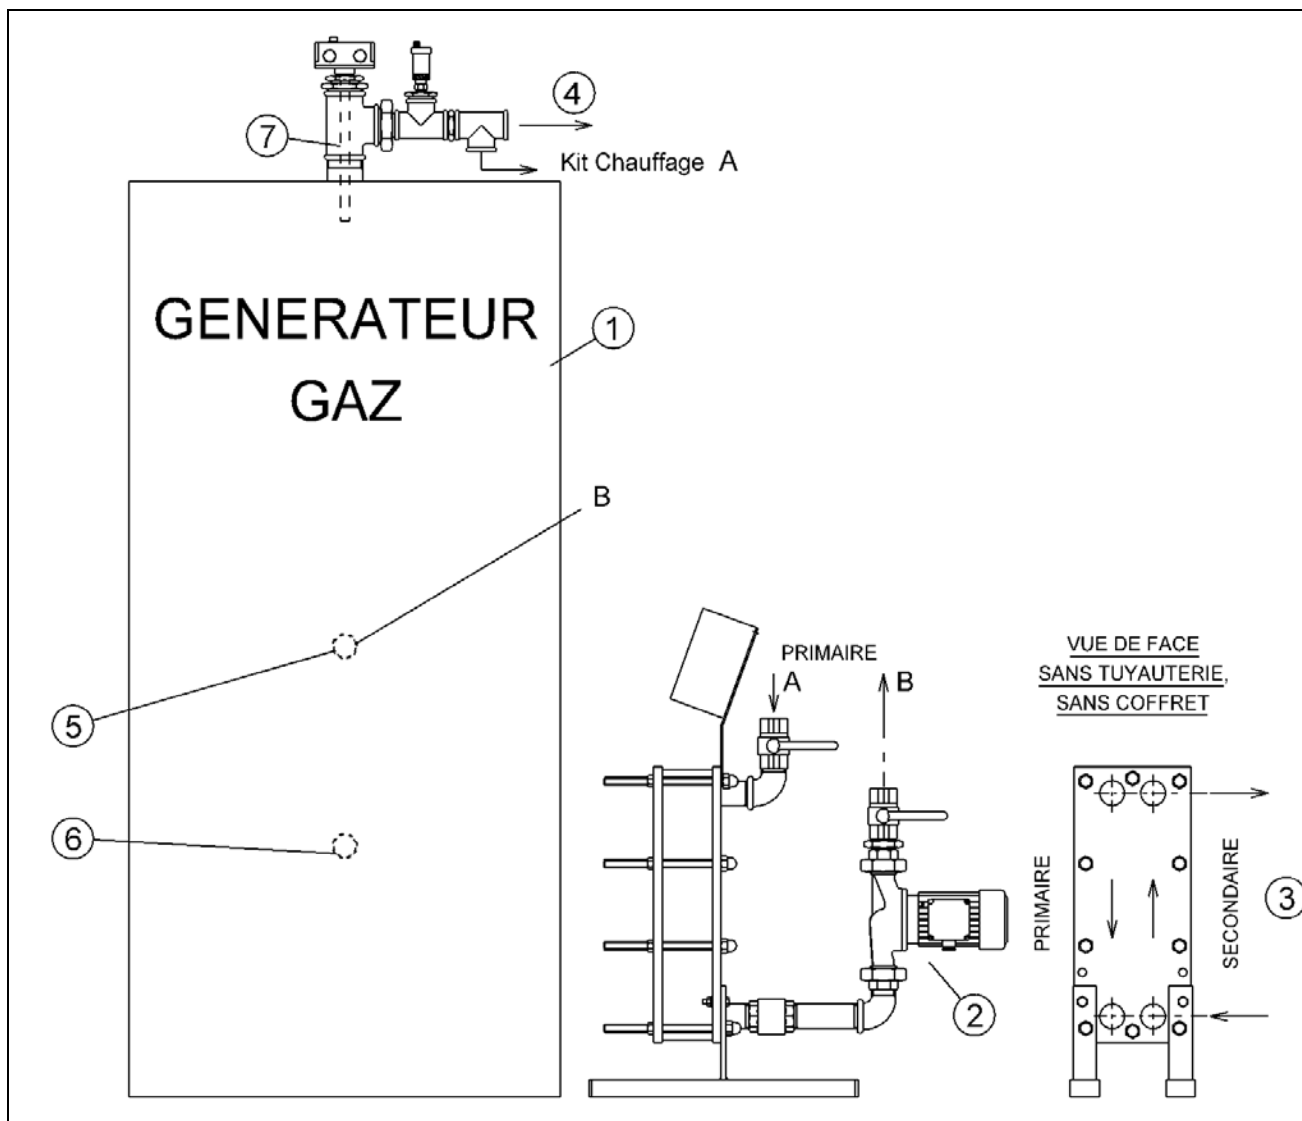 4
7
Kit Chauffage A
GENERATEUR
GAZ
1
B
5
6
PRIMAIRE
A
B
2
VUE DE FACE
SANS TUYAUTERIE,
SANS COFFRET
PRIMAIRE
SECONDAIRE
3